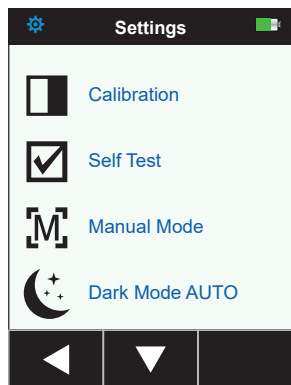 Settings
Calibration
Self Test
[M] Manual Mode
Dark Mode AUTO